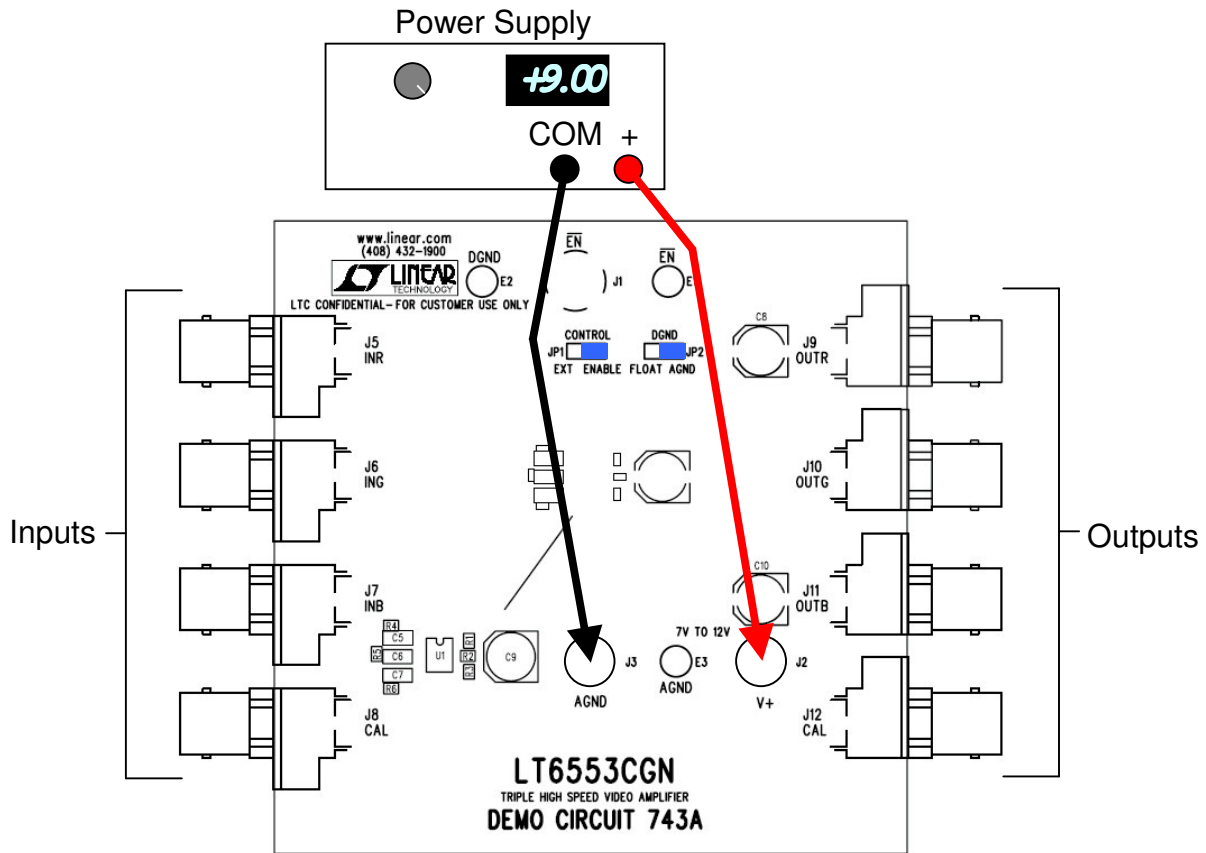 Power Supply
+9.00
COM +
www.linear.com
(408) 432-1900
LINEAR
TECHNOLOGY
LTC CONFIDENTIAL-FOR CUSTOMER USE ONLY
DGND
E2
EN
J1
EN
E
CONTROL
JP1
EXT ENABLE
DGND
JP2
FLOAT AGND
C8
J5
INR
J9
OUTR
J6
ING
J10
OUTG
Inputs
Outputs
J7
INB
C10
J11
OUTB
R4
C5
R5
C6
C7
R6
U1
R1
R2
R3
C9
7V TO 12V
J3
AGND
E3
AGND
J2
V+
J8
CAL
J12
CAL
LT6553CGN
TRIPLE HIGH SPEED VIDEO AMPLIFIER
DEMO CIRCUIT 743A